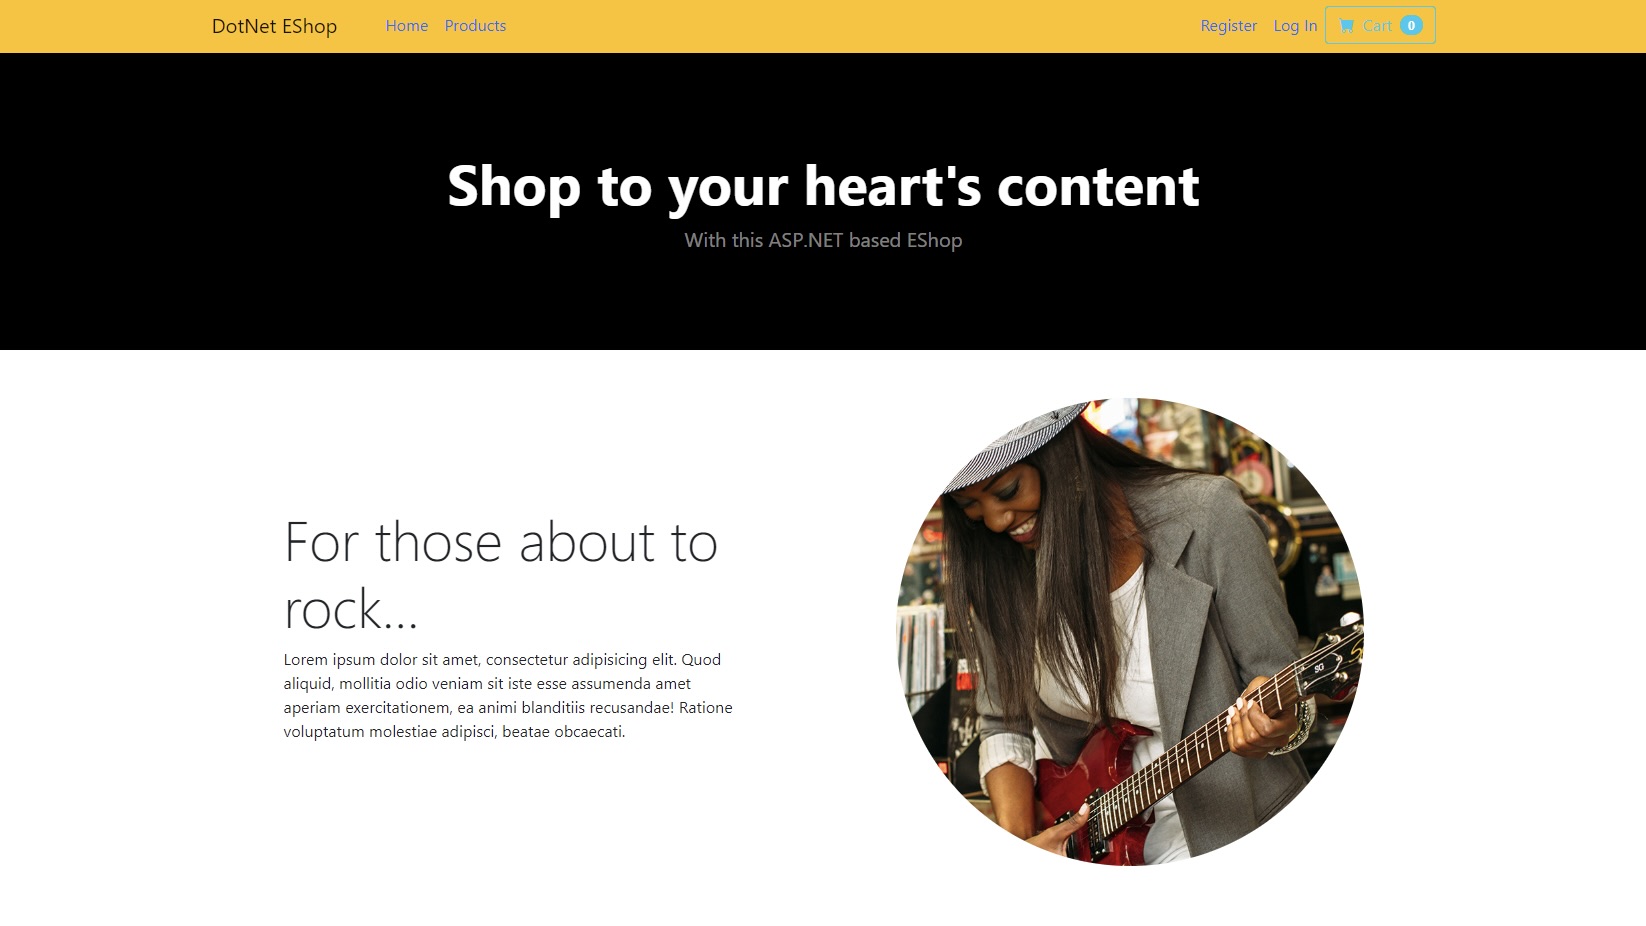 DotNet EShop Home Products Register Log In Cart 0
Shop to your heart's content
With this ASP.NET based EShop
For those about to
rock...
Lorem ipsum dolor sit amet, consectetur adipisicing elit. Quod
aliquid, mollitia odio veniam sit iste esse assumenda amet
aperiam exercitationem, ea animi blanditiis recusandae! Ratione
voluptatum molestiae adipisci, beatae obcaecati.
SG